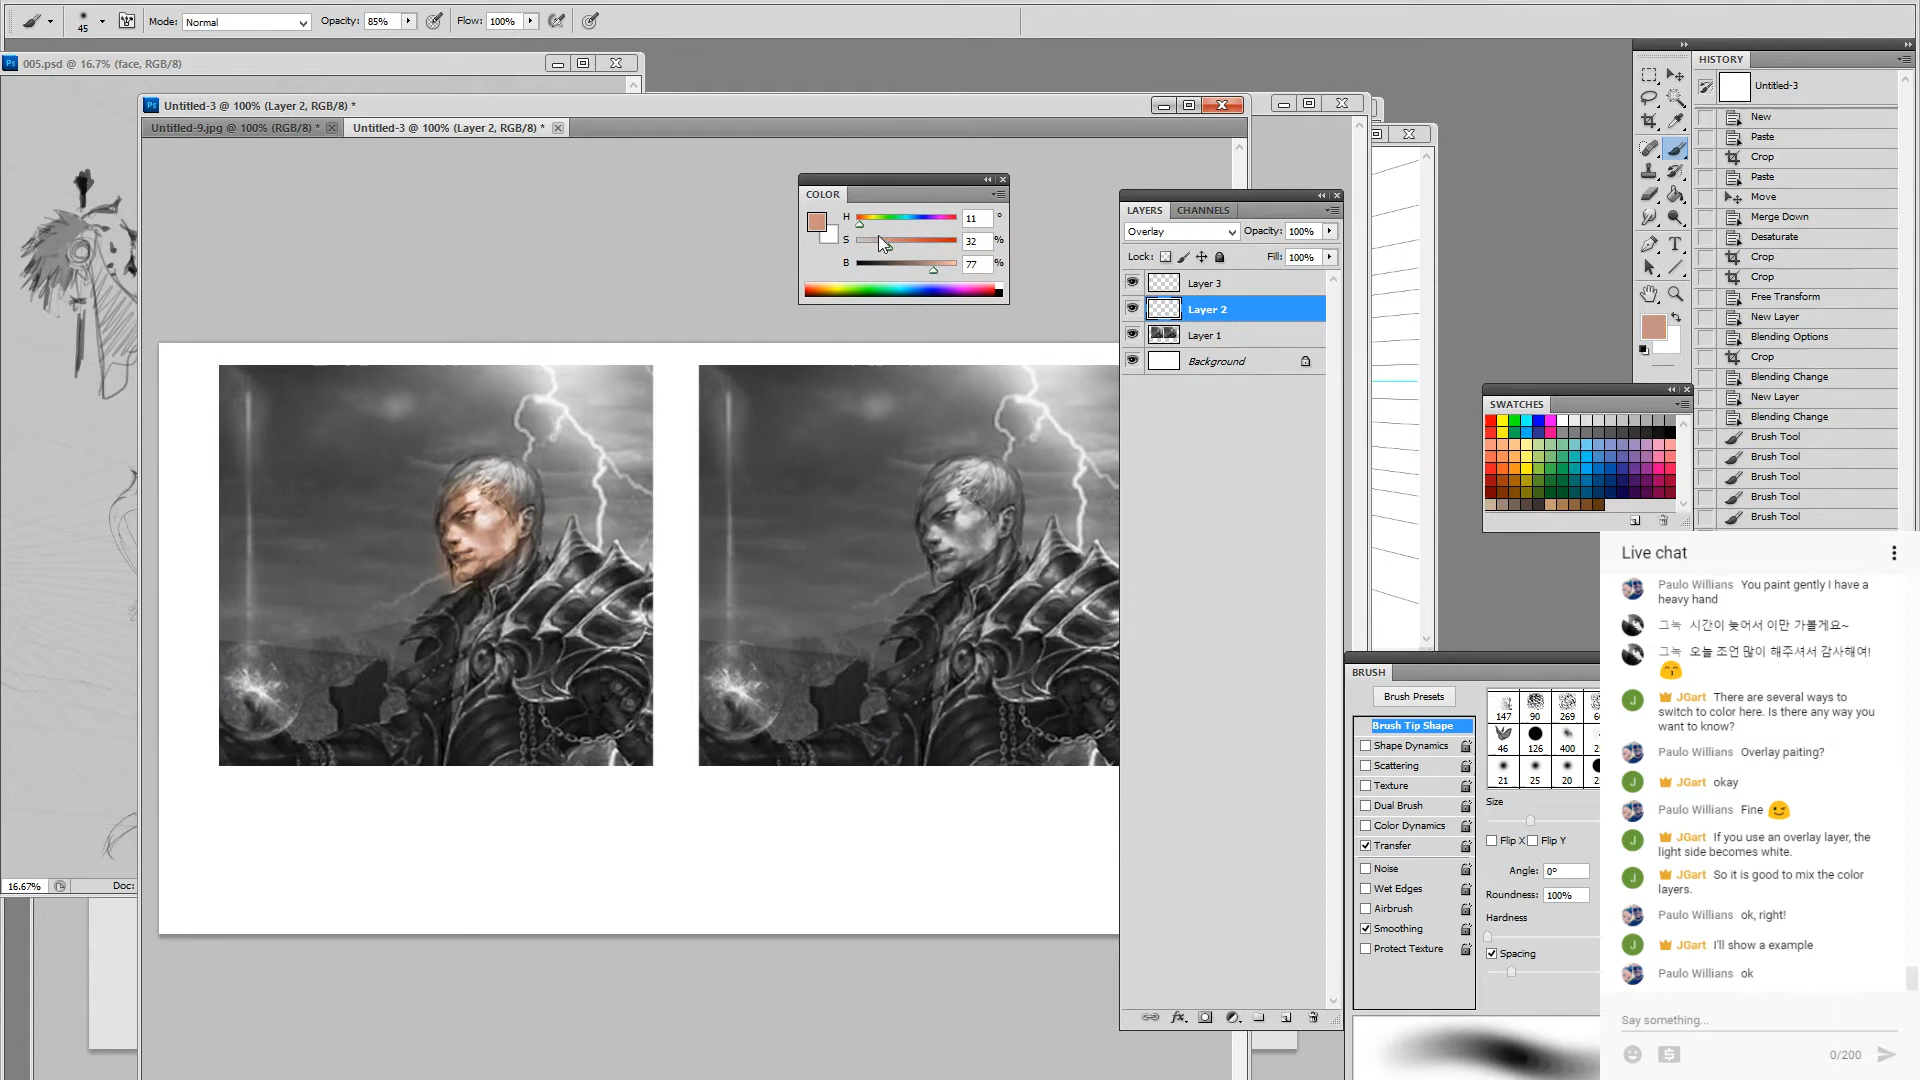 45
Mode: Normal
Opacity: 85%
Flow: 100%
005.psd @ 16.7% (face, RGB/8)
Untitled-3 @ 100% (Layer 2, RGB/8) *
Untitled-9.jpg @ 100% (RGB/8) *
Untitled-3 @ 100% (Layer 2, RGB/8) *
COLOR
H 11 °
S 32 %
B 77 %
LAYERS CHANNELS
Overlay Opacity: 100%
Lock: Fill: 100%
Layer 3
Layer 2
Layer 1
Background
HISTORY
Untitled-3
New
Paste
Crop
Paste
Move
Merge Down
Desaturate
Crop
Crop
Free Transform
New Layer
Blending Options
Crop
Blending Change
New Layer
Blending Change
Brush Tool
Brush Tool
Brush Tool
Brush Tool
Brush Tool
SWATCHES
BRUSH
Brush Presets
Brush Tip Shape
Shape Dynamics
Scattering
Texture
Dual Brush
Color Dynamics
Transfer
Noise
Wet Edges
Airbrush
Smoothing
Protect Texture
147 90 269
46 126 400
21 25 20
Size
Flip X Flip Y
Angle: 0°
Roundness: 100%
Hardness
Spacing
16.67% Doc:
Live chat
Paulo Willians You paint gently I have a
heavy hand
그녹 시간이 늦어서 이만 가볼게요~
그녹 오늘 조언 많이 해주셔서 감사해여!
JGart There are several ways to
switch to color here. Is there any way you
want to know?
Paulo Willians Overlay paiting?
JGart okay
Paulo Willians Fine
JGart If you use an overlay layer, the
light side becomes white.
JGart So it is good to mix the color
layers.
Paulo Willians ok, right!
JGart I'll show a example
Paulo Willians ok
Say something...
0/200